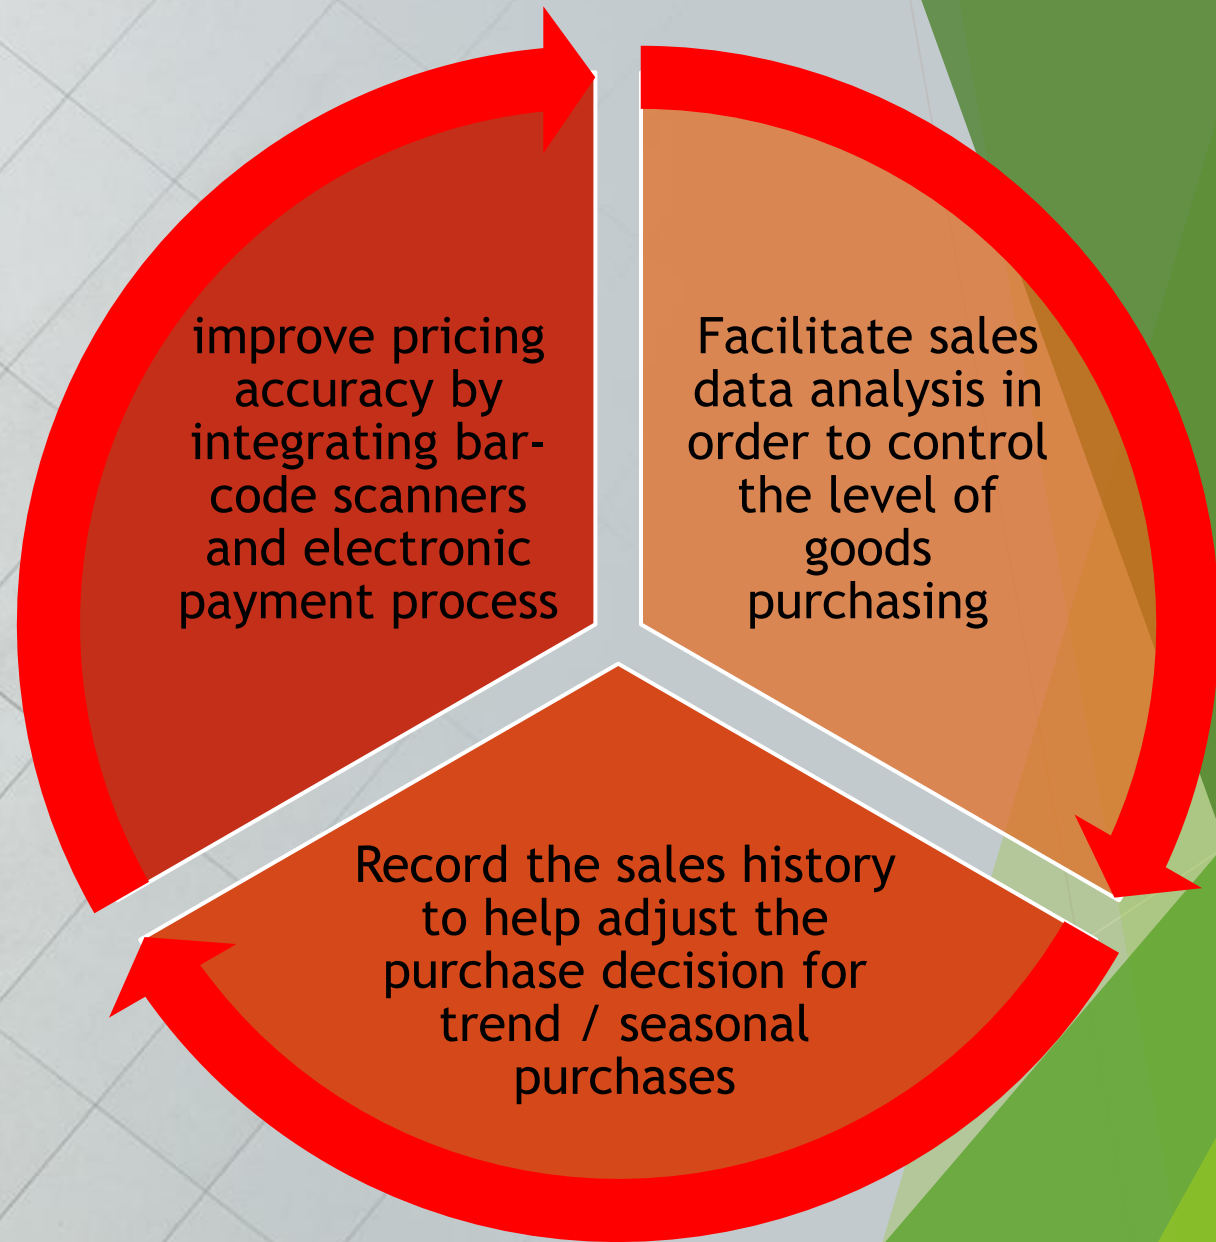 improve pricing
accuracy by
integrating bar-
code scanners
and electronic
payment process
Facilitate sales
data analysis in
order to control
the level of
goods
purchasing
Record the sales history
to help adjust the
purchase decision for
trend / seasonal
purchases